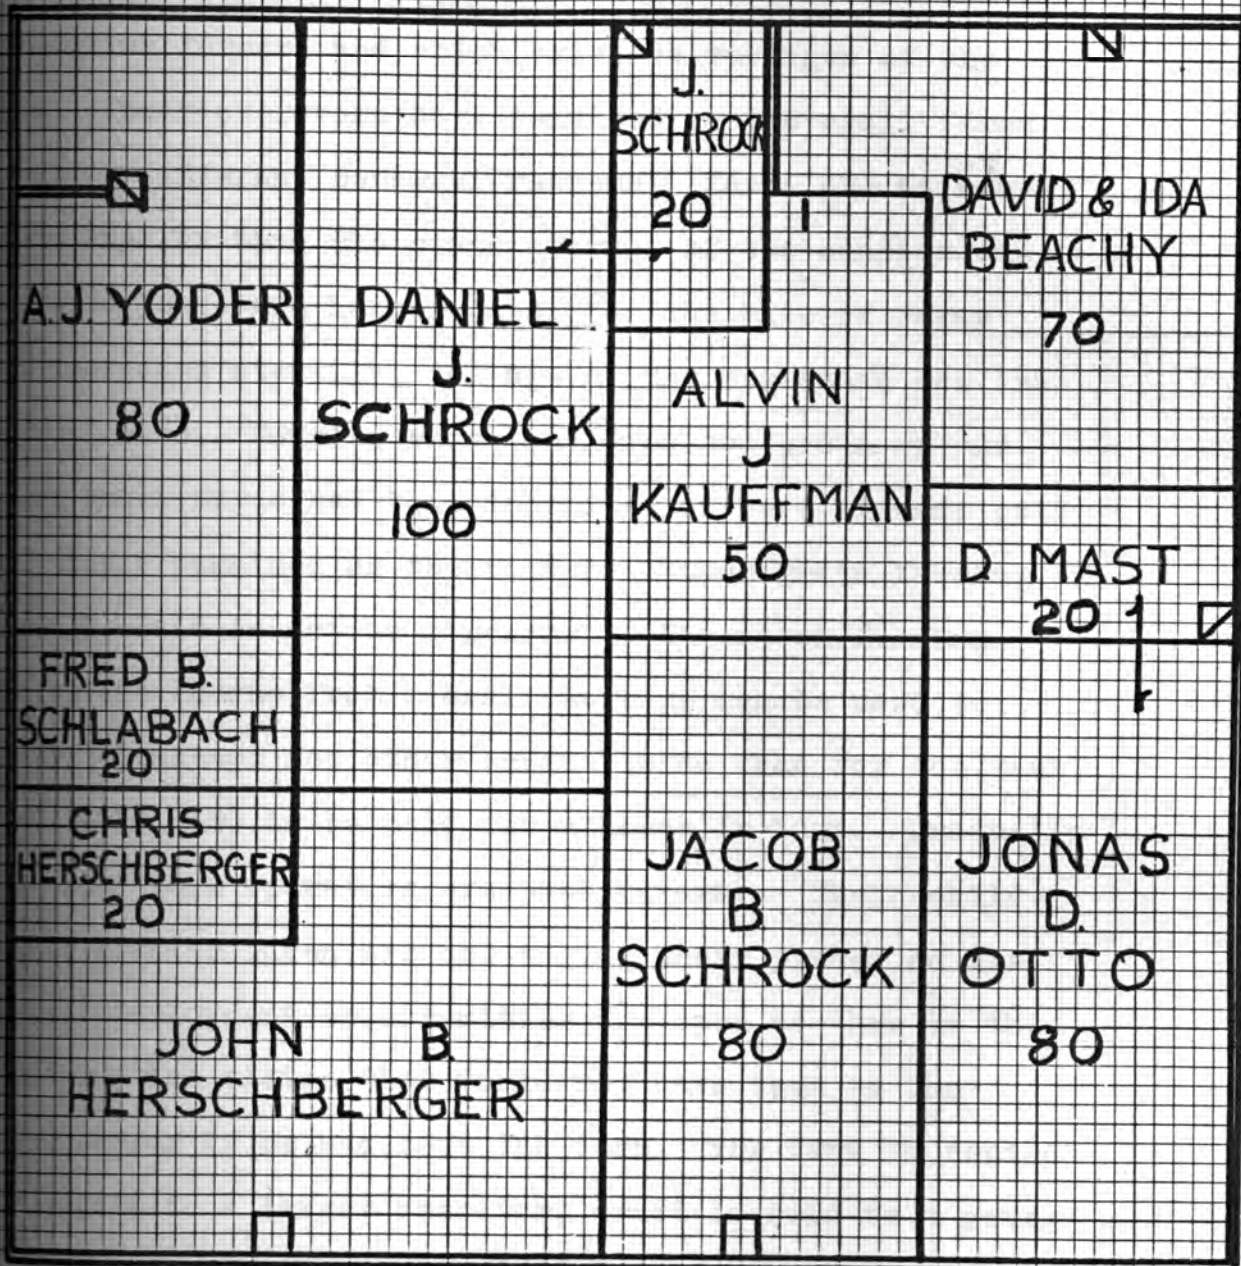 J.
SCHROCK
20
1
DAVID & IDA
BEACHY
70
A.J. YODER
80
DANIEL
J.
SCHROCK
100
ALVIN
J
KAUFFMAN
50
D MAST
20
FRED B.
SCHLABACH
20
CHRIS
HERSCHBERGER
20
JOHN B.
HERSCHBERGER
JACOB
B
SCHROCK
80
JONAS
D.
OTTO
80